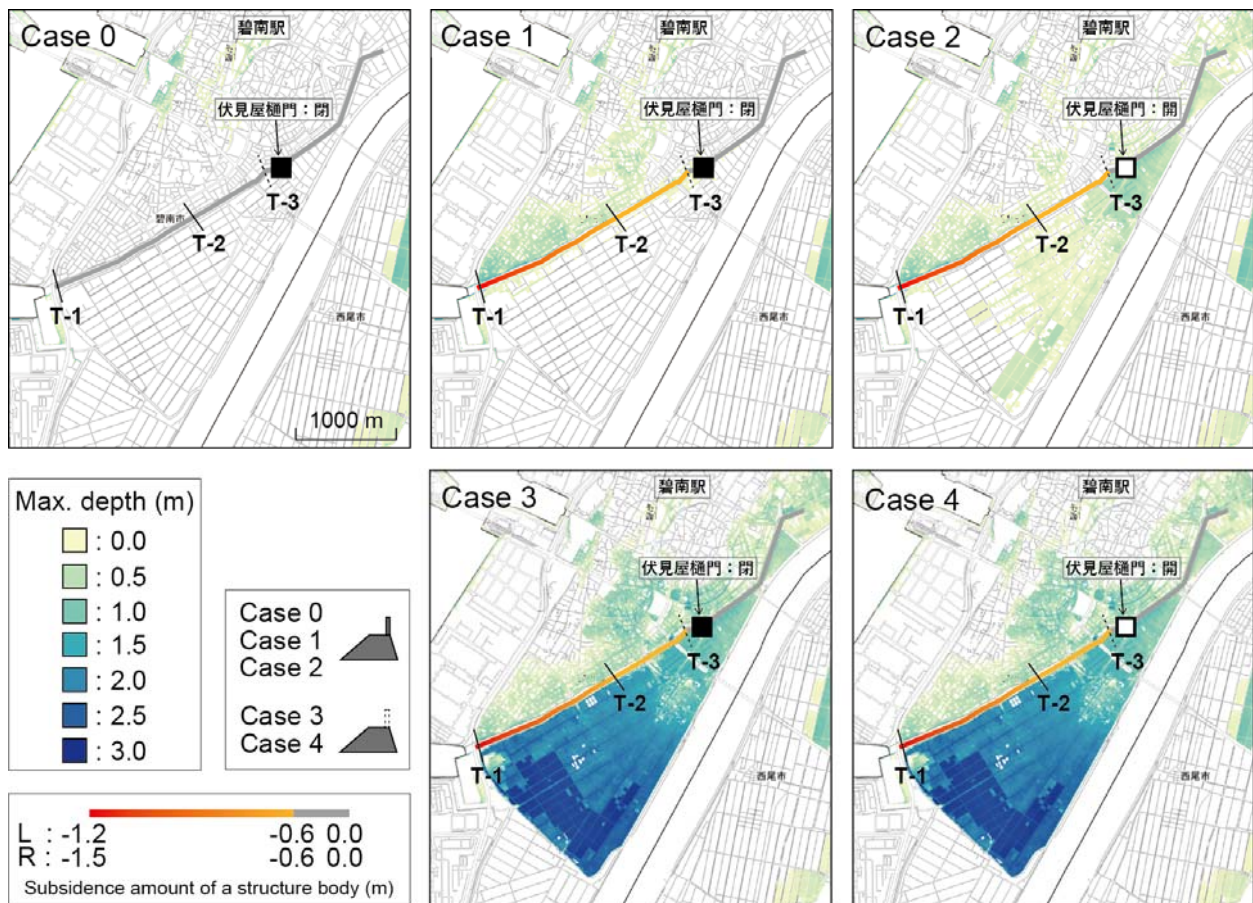 Case 0
碧南駅
伏見屋樋門：閉
T-3
碧南市
T-2
T-1
西尾市
1000 m
Case 1
碧南駅
伏見屋樋門：閉
T-3
T-2
T-1
西尾市
Case 2
碧南駅
伏見屋樋門：開
T-3
T-2
T-1
西尾市
Max. depth (m)
: 0.0
: 0.5
: 1.0
: 1.5
: 2.0
: 2.5
: 3.0
Case 0
Case 1
Case 2
Case 3
Case 4
L : -1.2 -0.6 0.0
R : -1.5 -0.6 0.0
Subsidence amount of a structure body (m)
Case 3
碧南駅
伏見屋樋門：閉
T-3
T-2
T-1
西尾市
Case 4
碧南駅
伏見屋樋門：開
T-3
T-2
T-1
西尾市